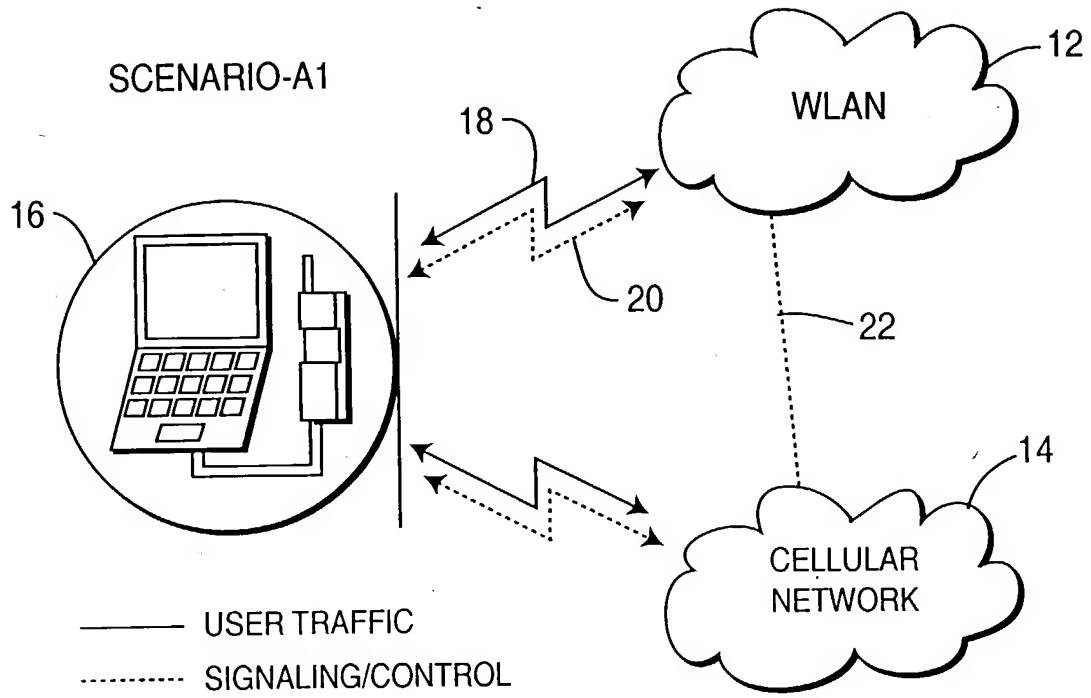 SCENARIO-A1
12
WLAN
18
16
20
22
14
CELLULAR
NETWORK
USER TRAFFIC
SIGNALING/CONTROL